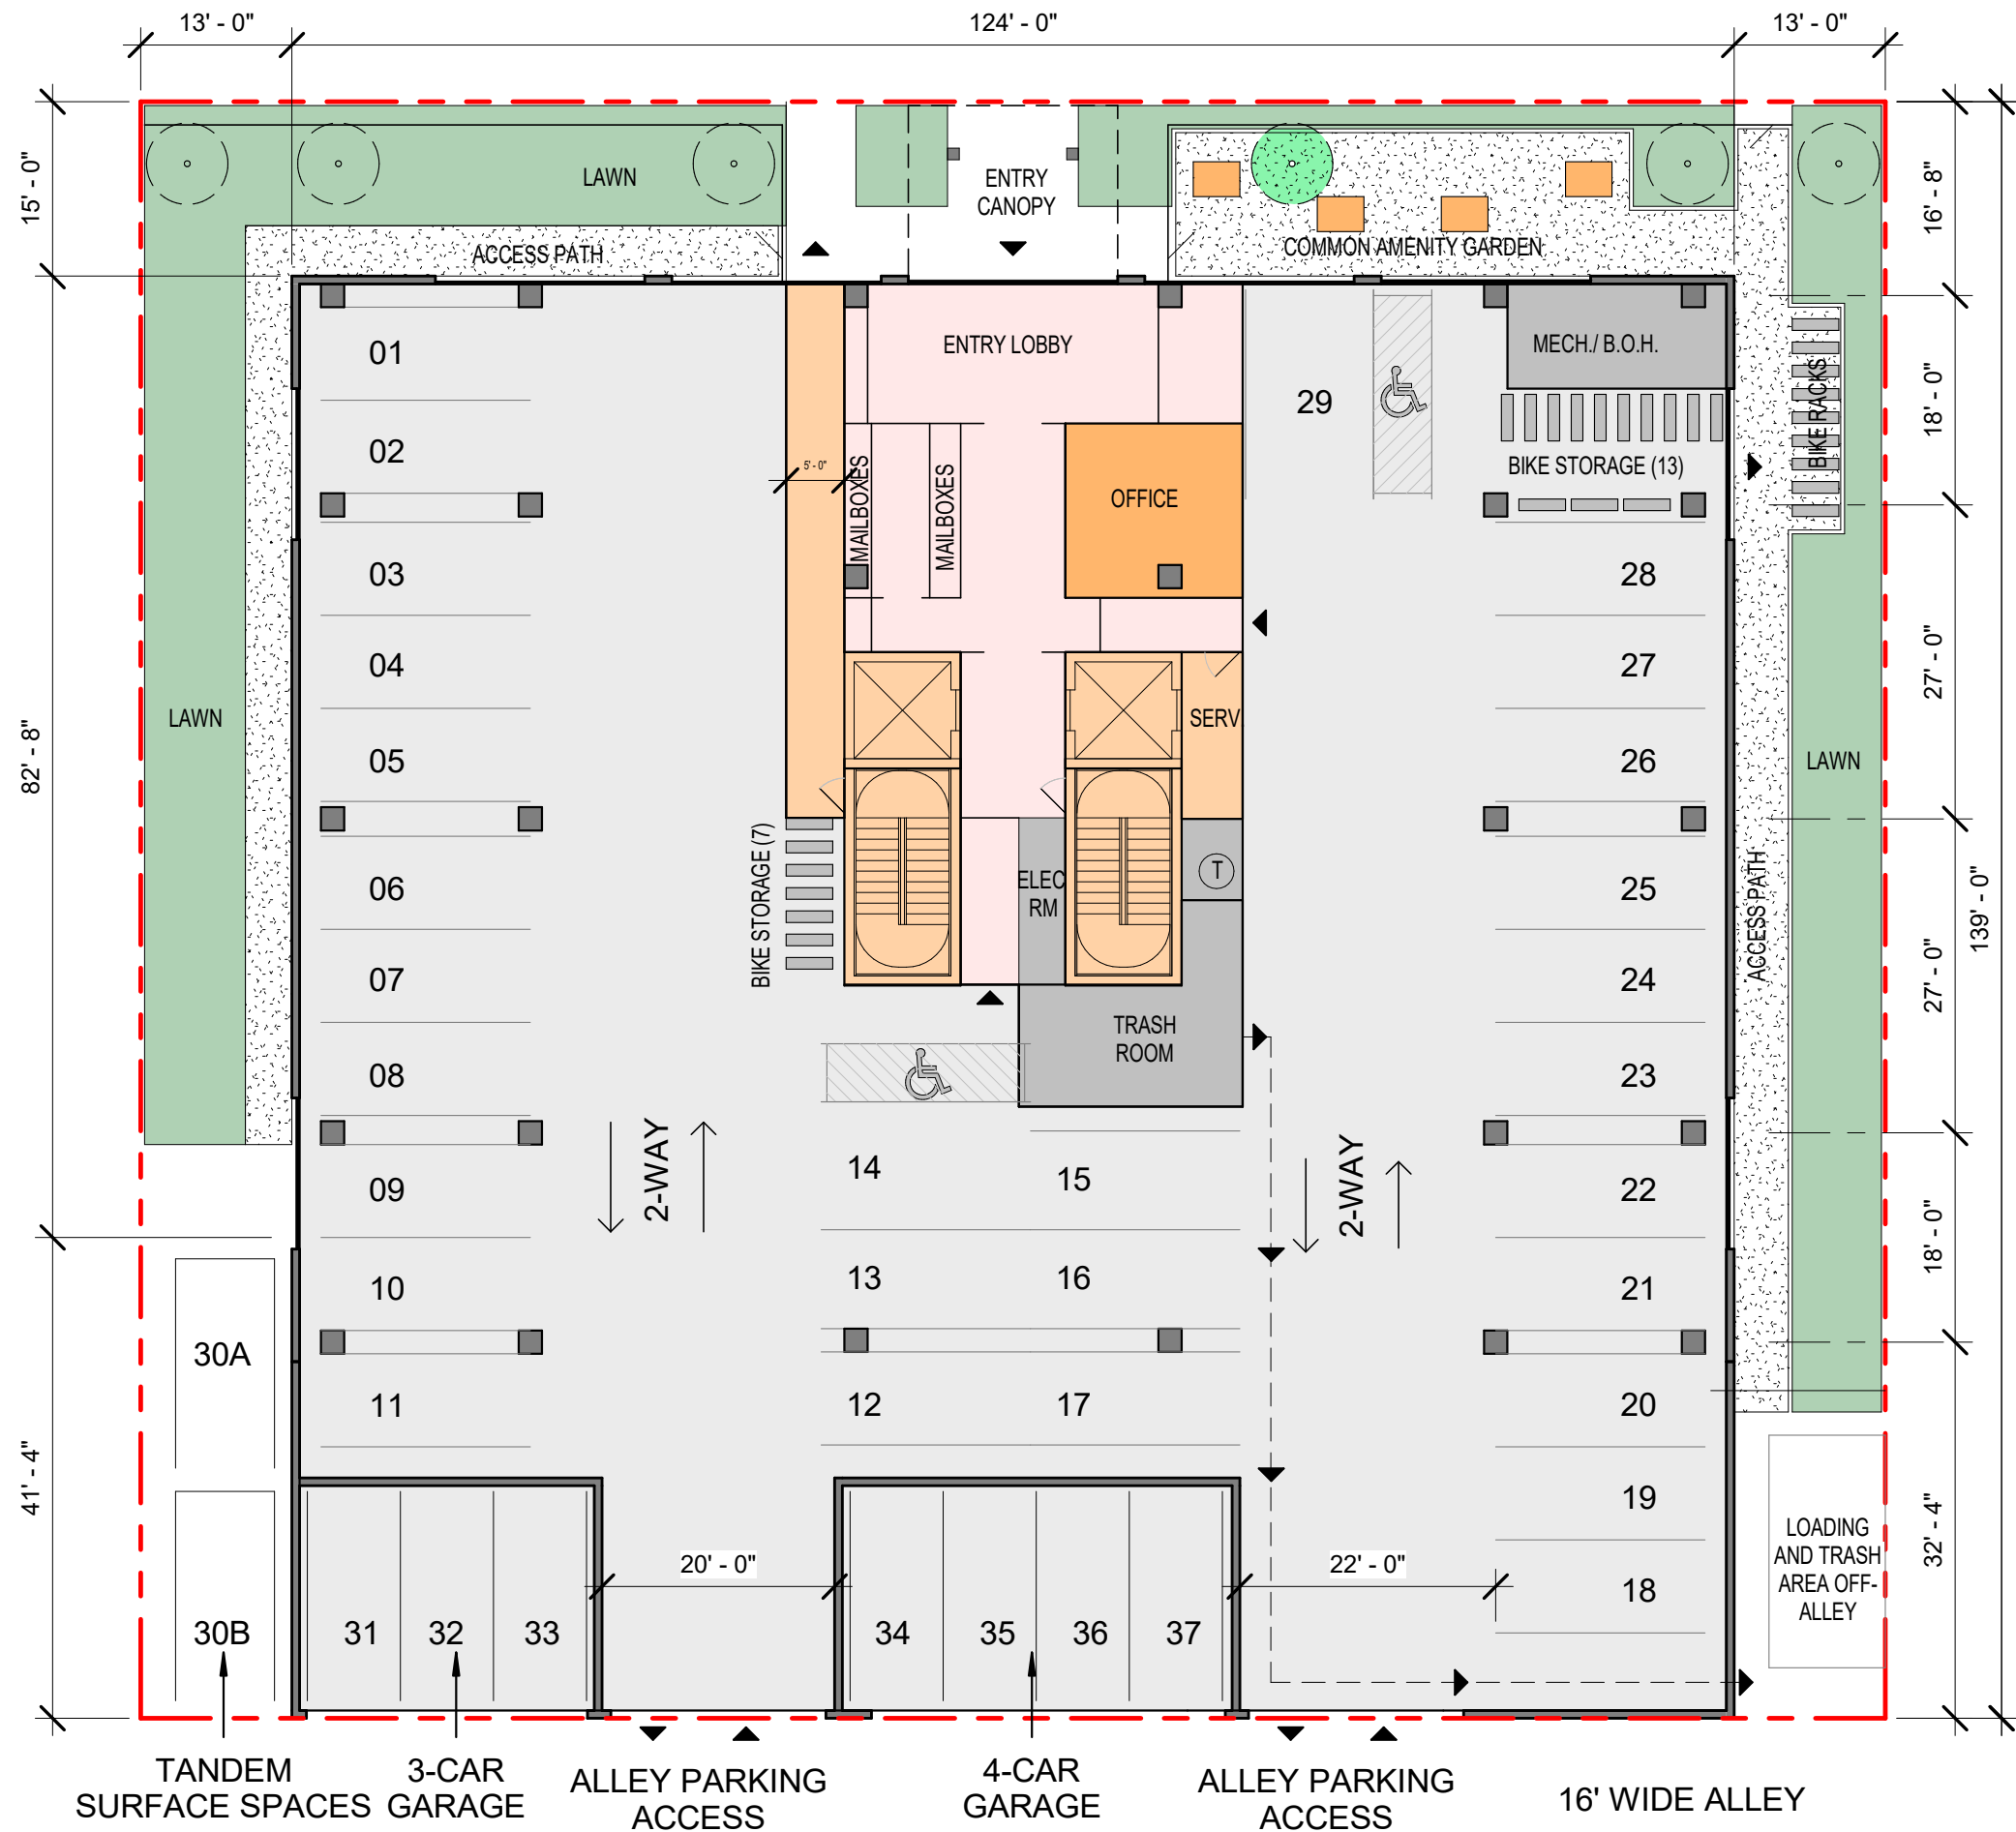 13' - 0"
124' - 0"
13' - 0"
15' - 0"
82' - 8"
41' - 4"
16' - 8"
18' - 0"
27' - 0"
27' - 0"
18' - 0"
32' - 4"
139' - 0"
LAWN
ENTRY
CANOPY
ACCESS PATH
COMMON AMENITY GARDEN
ENTRY LOBBY
MECH./ B.O.H.
BIKE RACKS
01
02
03
04
05
06
07
08
09
10
11
29
5' - 0"
MAILBOXES
MAILBOXES
OFFICE
BIKE STORAGE (13)
28
27
26
25
24
23
22
21
20
19
18
LAWN
LAWN
SERV
BIKE STORAGE (7)
ELEC
RM
T
ACCESS PATH
TRASH
ROOM
2-WAY
2-WAY
14
15
13
16
12
17
30A
30B
31
32
33
20' - 0"
34
35
36
37
22' - 0"
LOADING
AND TRASH
AREA OFF-
ALLEY
TANDEM
SURFACE SPACES
3-CAR
GARAGE
ALLEY PARKING
ACCESS
4-CAR
GARAGE
ALLEY PARKING
ACCESS
16' WIDE ALLEY